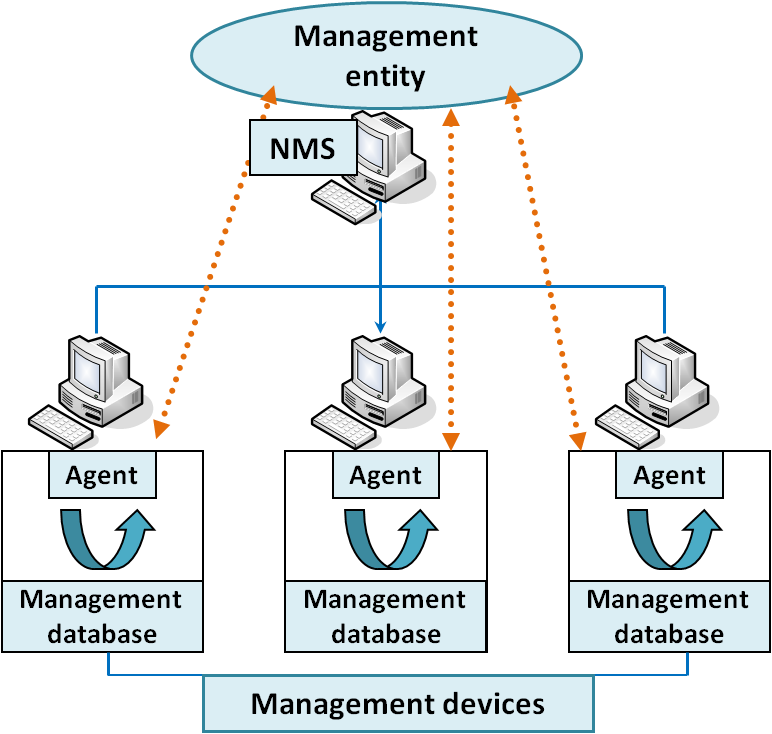 Management
entity
NMS
Agent
Agent
Agent
Management
database
Management
database
Management
database
Management devices